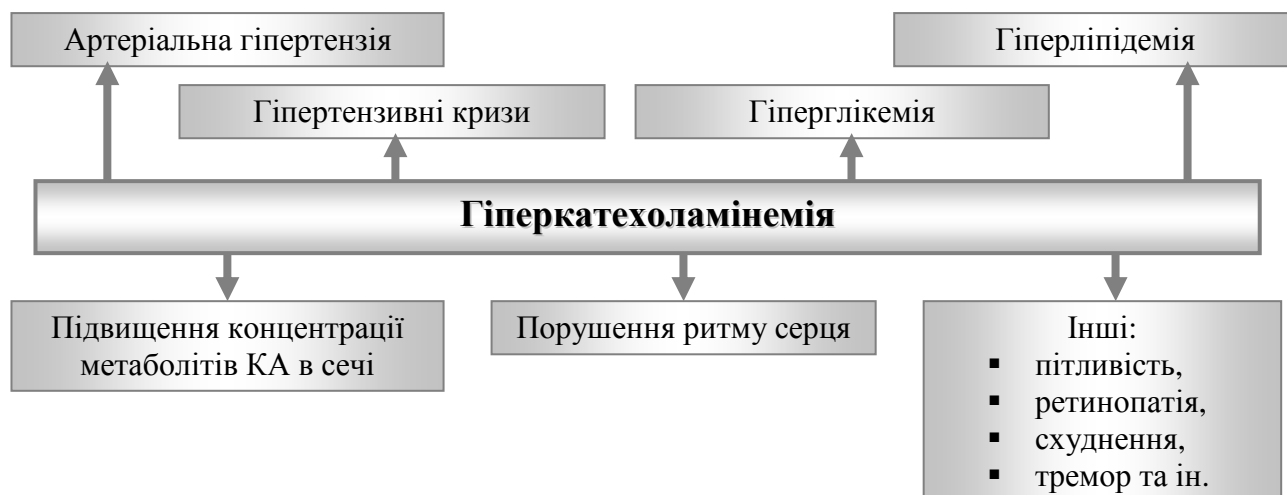 Артеріальна гіпертензія
Гіперліпідемія
Гіпертензивні кризи
Гіперглікемія
Гіперкатехоламінемія
Підвищення концентрації
метаболітів КА в сечі
Порушення ритму серця
Інші:
▪ пітливість,
▪ ретинопатія,
▪ схуднення,
▪ тремор та ін.